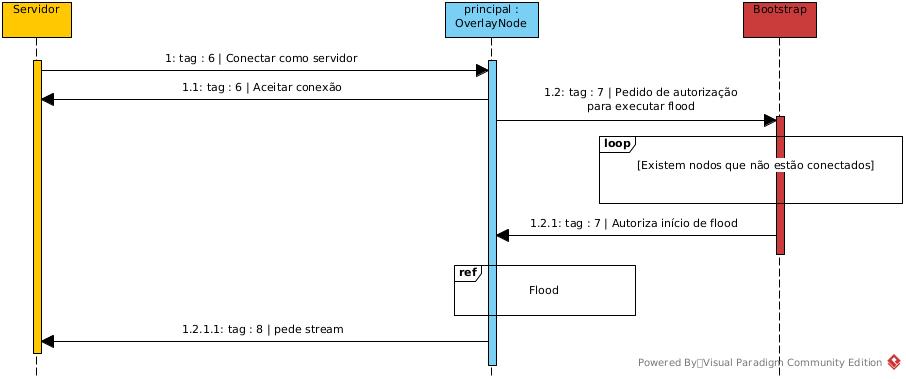 Servidor
principal :
OverlayNode
Bootstrap
1: tag : 6 | Conectar como servidor
1.1: tag : 6 | Aceitar conexão
1.2: tag : 7 | Pedido de autorização
para executar flood
loop
[Existem nodos que não estão conectados]
1.2.1: tag : 7 | Autoriza início de flood
ref
Flood
1.2.1.1: tag : 8 | pede stream
Powered By Visual Paradigm Community Edition